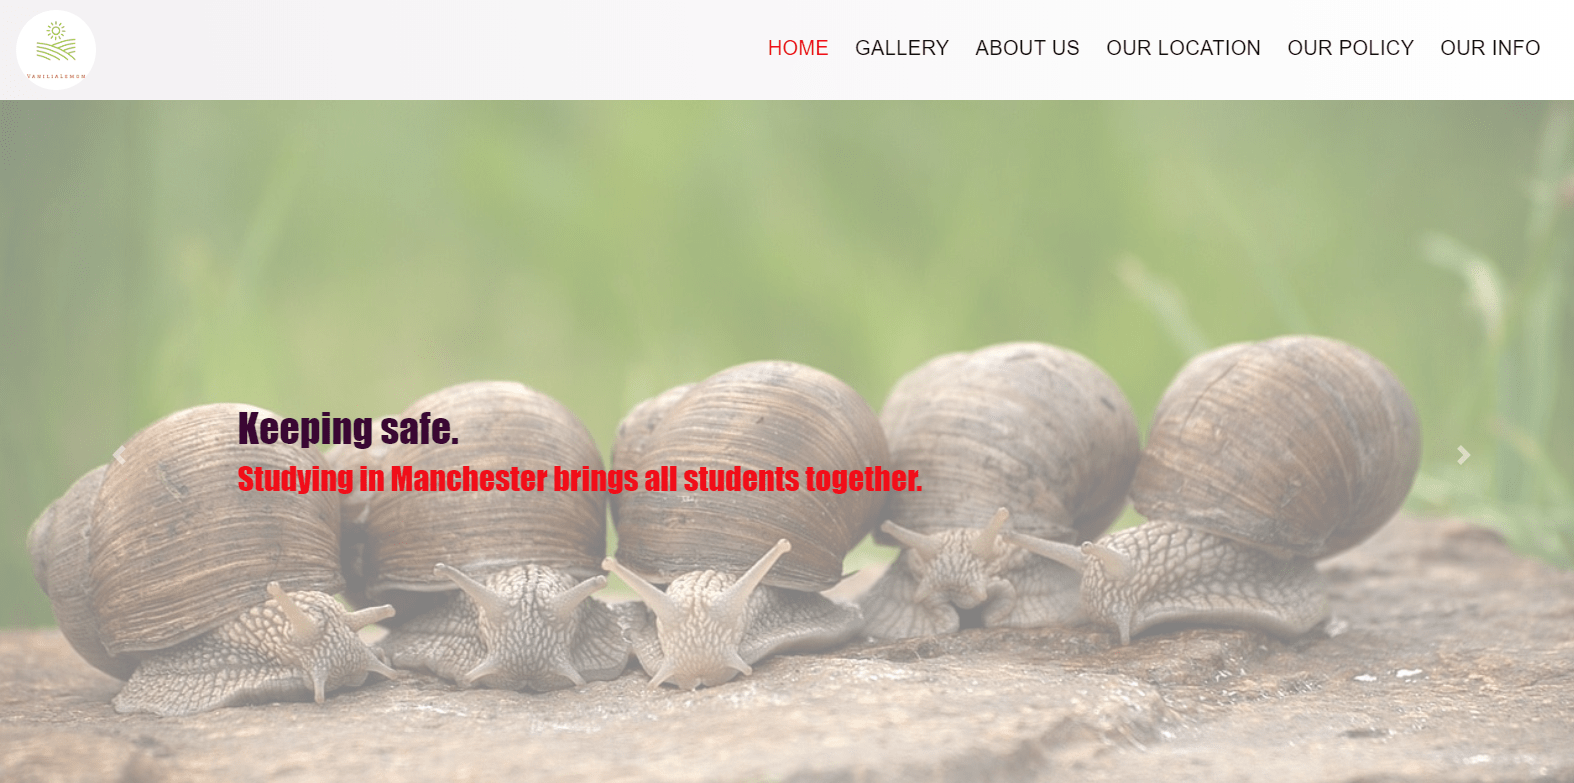 VANILIALEMON
HOME GALLERY ABOUT US OUR LOCATION OUR POLICY OUR INFO
Keeping safe.
Studying in Manchester brings all students together.